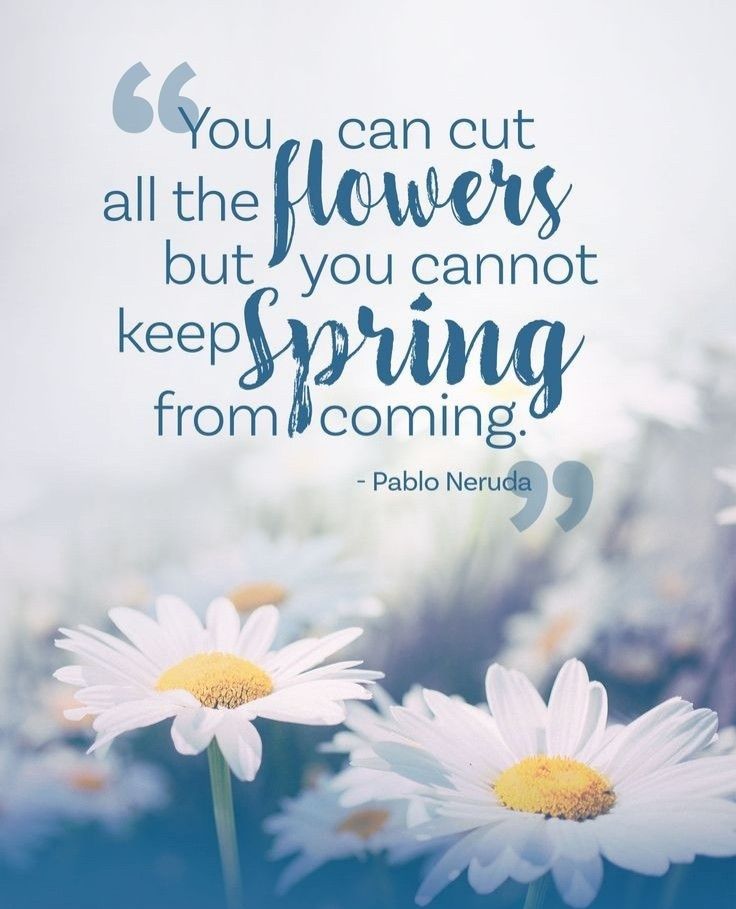 “You can cut
all the flowers
but you cannot
keep Spring
from coming.
- Pablo Neruda”